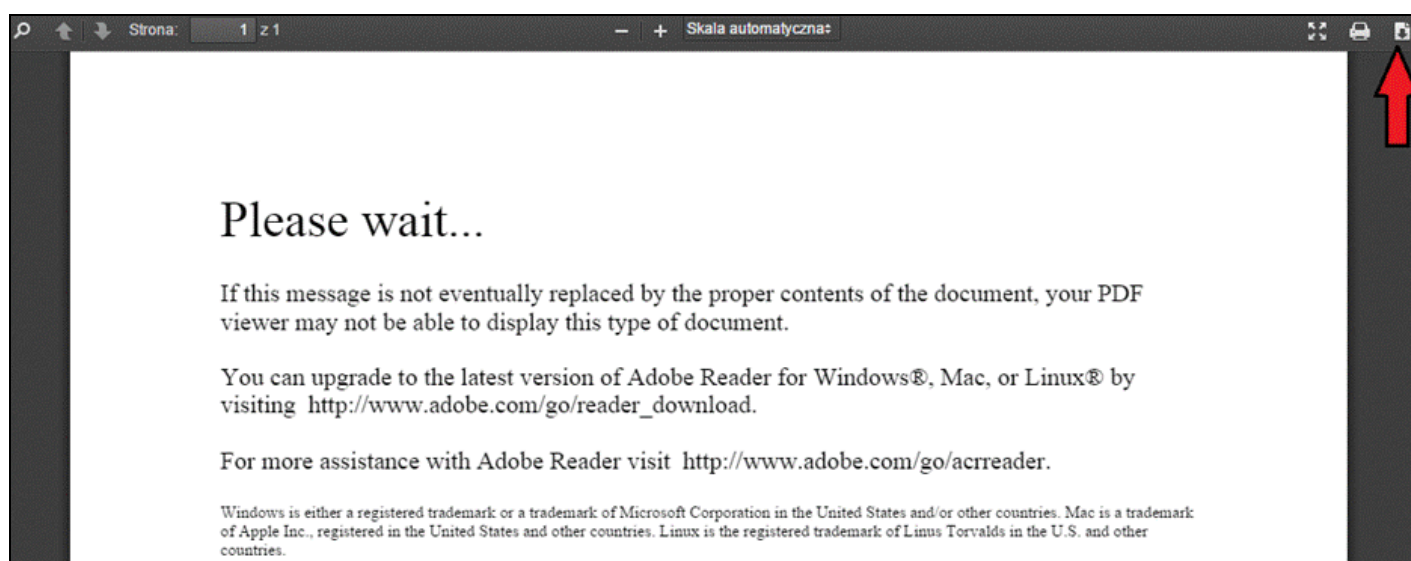 Strona: 1 z 1 Skala automatyczna
Please wait...
If this message is not eventually replaced by the proper contents of the document, your PDF
viewer may not be able to display this type of document.
You can upgrade to the latest version of Adobe Reader for Windows®, Mac, or Linux® by
visiting http://www.adobe.com/go/reader_download.
For more assistance with Adobe Reader visit http://www.adobe.com/go/acrreader.
Windows is either a registered trademark or a trademark of Microsoft Corporation in the United States and/or other countries. Mac is a trademark
of Apple Inc., registered in the United States and other countries. Linux is the registered trademark of Linus Torvalds in the U.S. and other
countries.